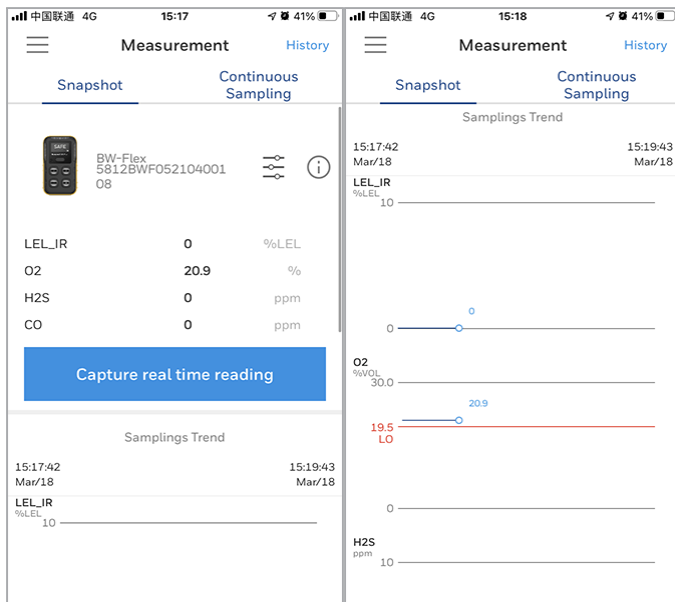 中国联通 4G 15:17 41%
Measurement History
Snapshot Continuous
Sampling
SAFE
BW-Flex
5812BWF052104001
08
LEL_IR 0 %LEL
O2 20.9 %
H2S 0 ppm
CO 0 ppm
Capture real time reading
Samplings Trend
15:17:42 15:19:43
Mar/18 Mar/18
LEL_IR
%LEL
10
中国联通 4G 15:18 41%
Measurement History
Snapshot Continuous
Sampling
Samplings Trend
15:17:42 15:19:43
Mar/18 Mar/18
LEL_IR
%LEL
10
0
0
O2
%VOL
30.0
20.9
19.5
LO
0
H2S
ppm
10